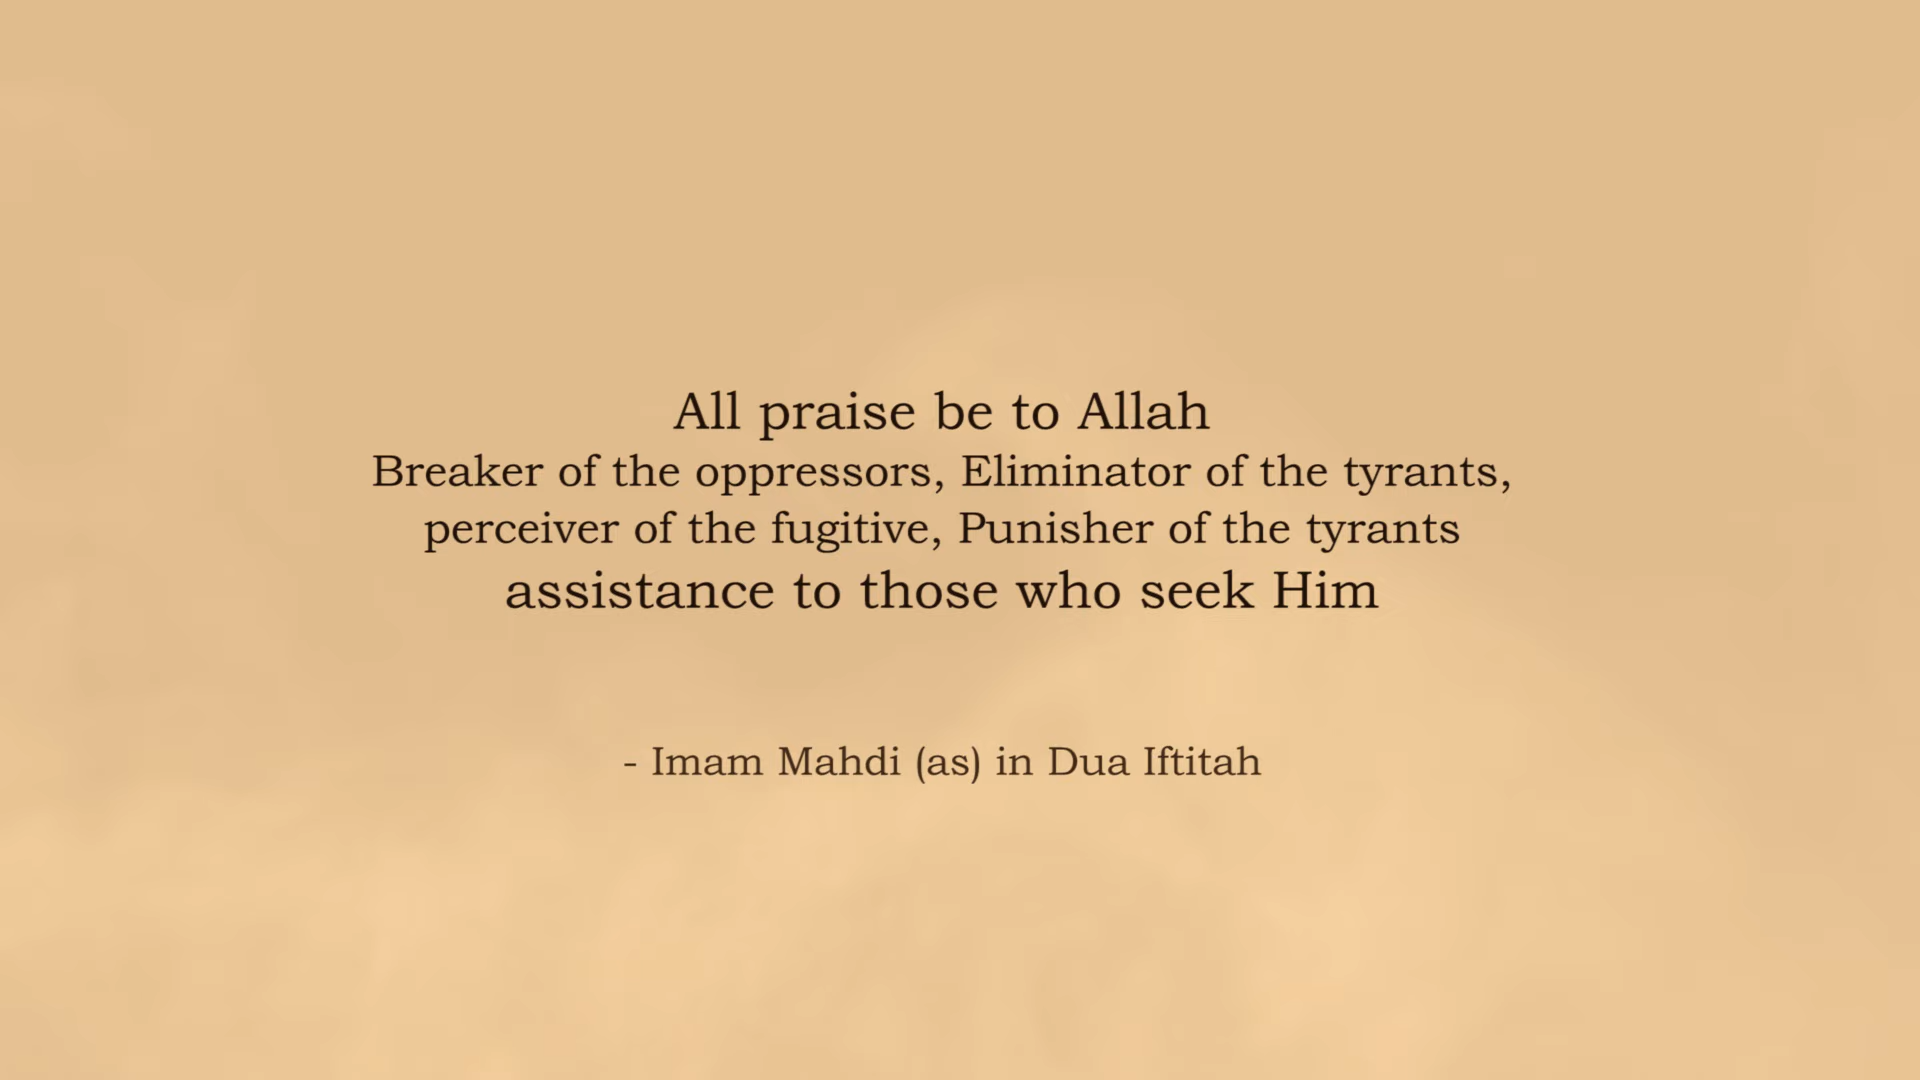 All praise be to Allah
Breaker of the oppressors, Eliminator of the tyrants,
perceiver of the fugitive, Punisher of the tyrants
assistance to those who seek Him
- Imam Mahdi (as) in Dua Iftitah